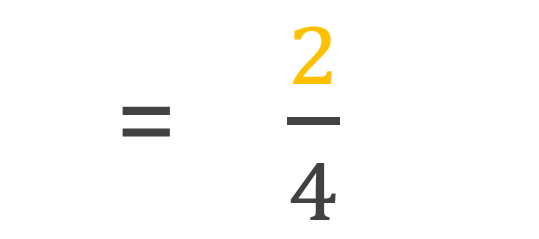 = 2/4